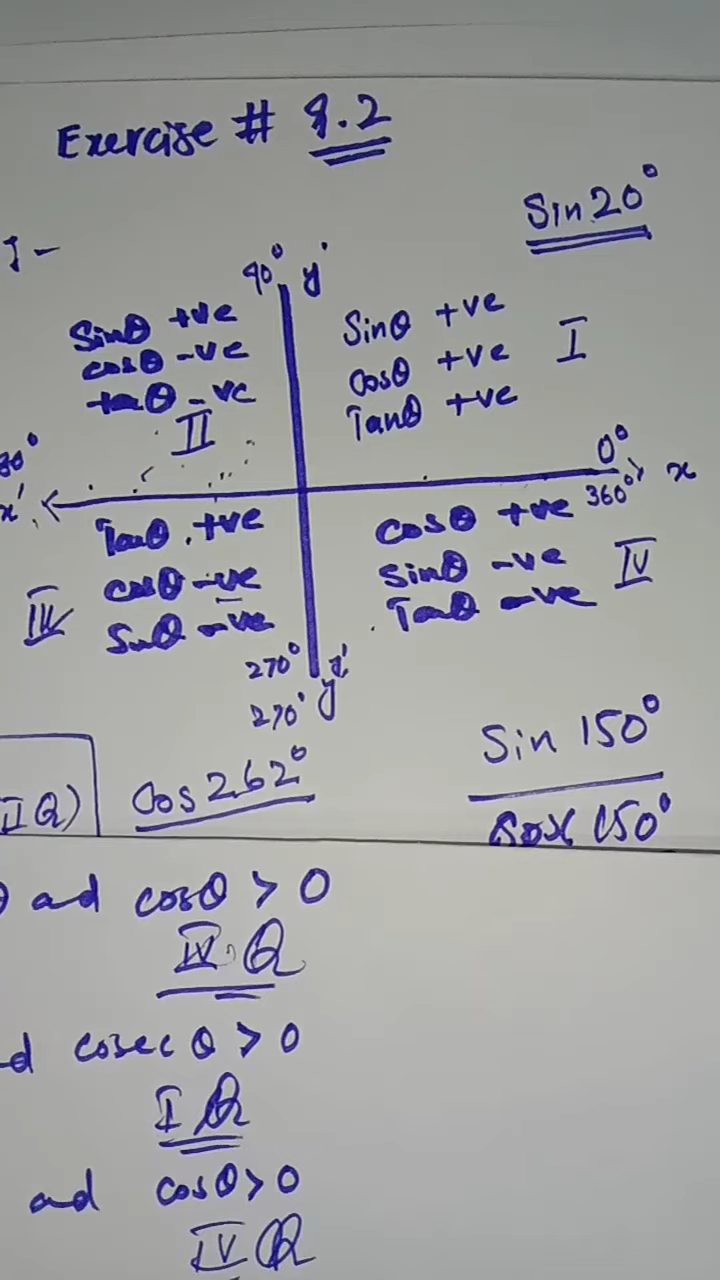 Exercise # 9.2
Sin 20°
90° y
Sinθ +ve
cosθ -ve
tanθ -ve
II
Sinθ +ve
Cosθ +ve
Tanθ +ve
I
0°
360°
x
x'
Tanθ +ve
cosθ -ve
Sinθ -ve
III
cosθ +ve
sinθ -ve
Tanθ -ve
IV
270° y'
270°
II Q)
Cos 262°
Sin 150°
150°
and cosθ > 0
IV Q
cosec θ > 0
I Q
and cosθ > 0
IV Q